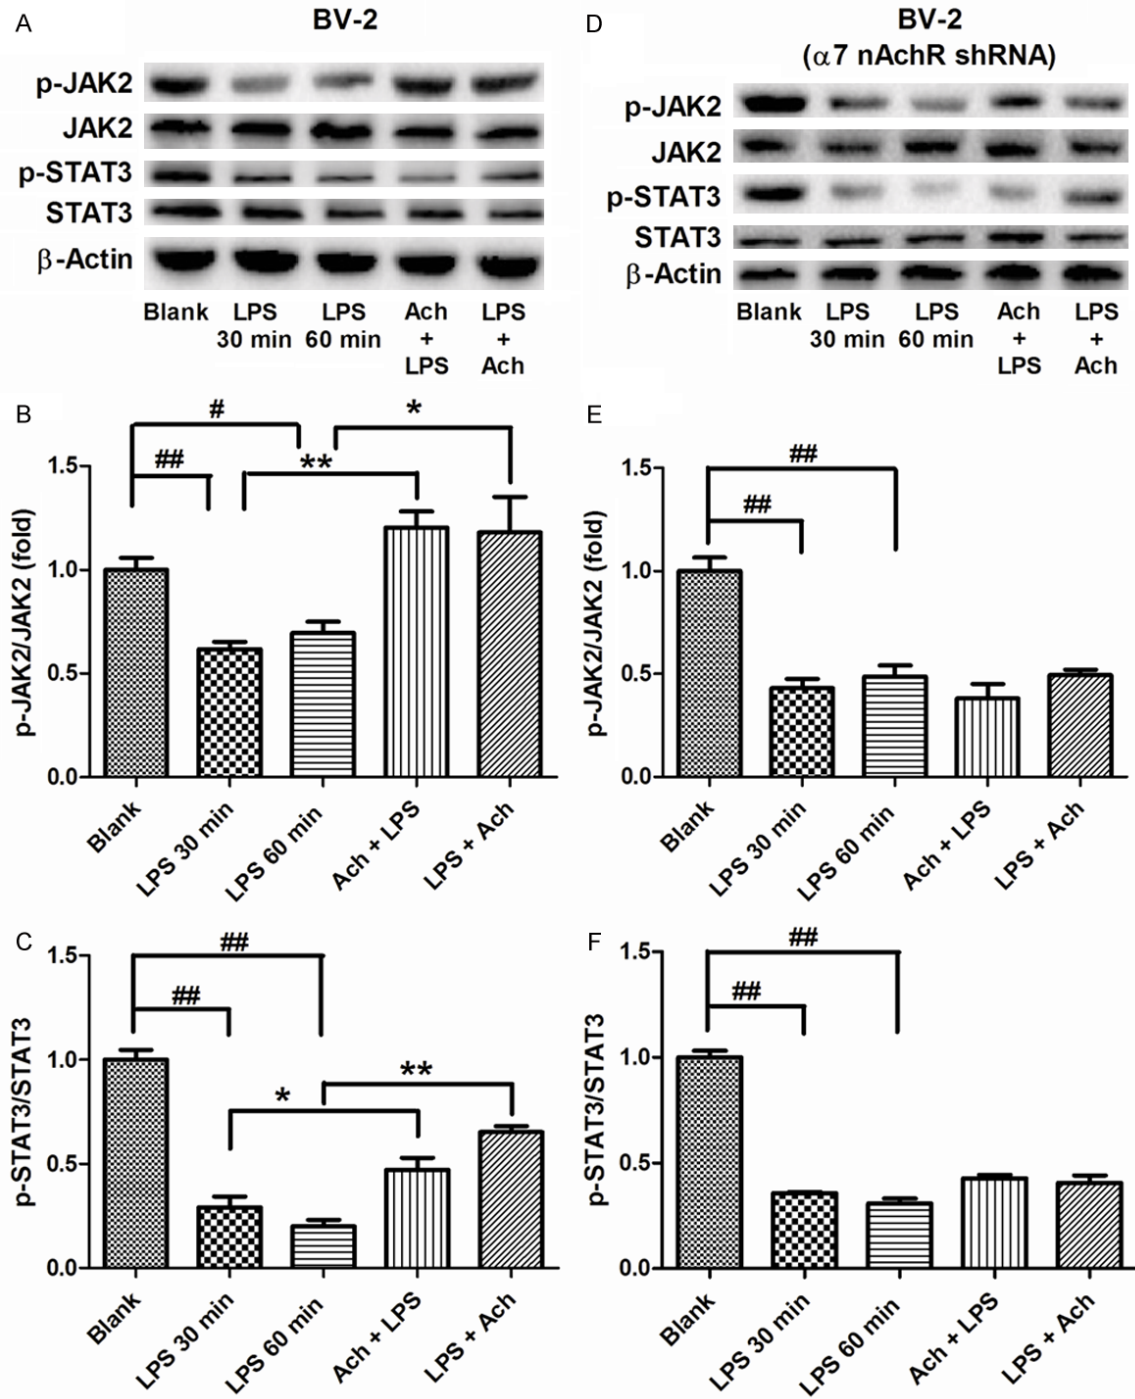 A
BV-2
p-JAK2
JAK2
p-STAT3
STAT3
β-Actin
Blank LPS LPS Ach LPS
30 min 60 min + +
LPS Ach
D
BV-2
(α7 nAchR shRNA)
p-JAK2
JAK2
p-STAT3
STAT3
β-Actin
Blank LPS LPS Ach LPS
30 min 60 min + +
LPS Ach
B
p-JAK2/JAK2 (fold)
1.5
1.0
0.5
0.0
#
*
##
**
Blank
LPS 30 min
LPS 60 min
Ach + LPS
LPS + Ach
E
p-JAK2/JAK2 (fold)
1.5
1.0
0.5
0.0
##
##
Blank
LPS 30 min
LPS 60 min
Ach + LPS
LPS + Ach
C
p-STAT3/STAT3
1.5
1.0
0.5
0.0
##
##
**
*
Blank
LPS 30 min
LPS 60 min
Ach + LPS
LPS + Ach
F
p-STAT3/STAT3
1.5
1.0
0.5
0.0
##
##
Blank
LPS 30 min
LPS 60 min
Ach + LPS
LPS + Ach